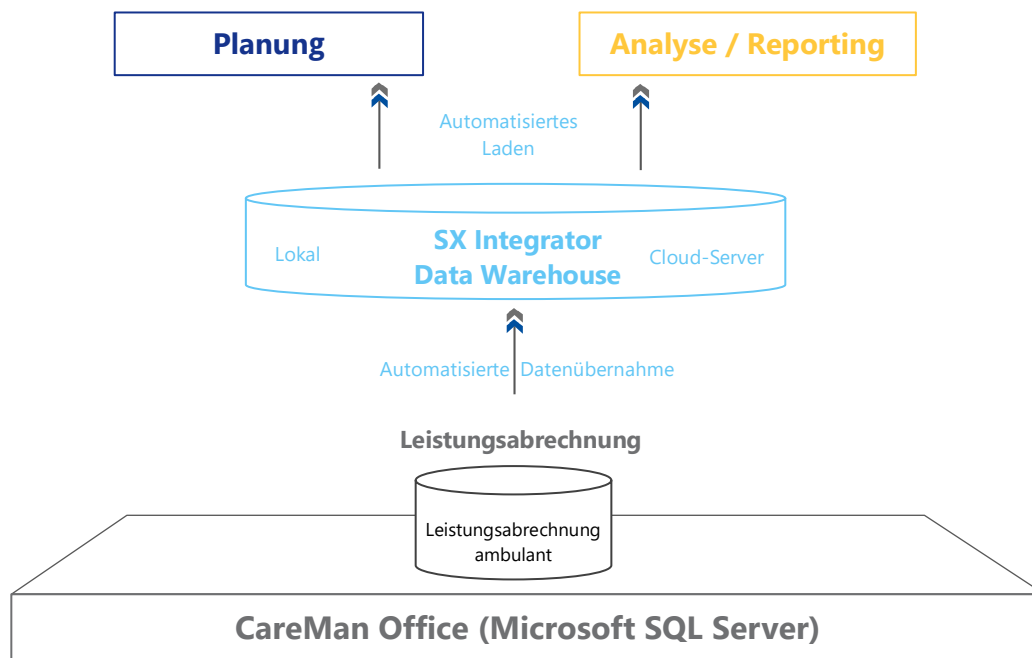 Planung
Analyse / Reporting
Automatisiertes
Laden
SX Integrator
Data Warehouse
Lokal
Cloud-Server
Automatisierte Datenübernahme
Leistungsabrechnung
Leistungsabrechnung
ambulant
CareMan Office (Microsoft SQL Server)